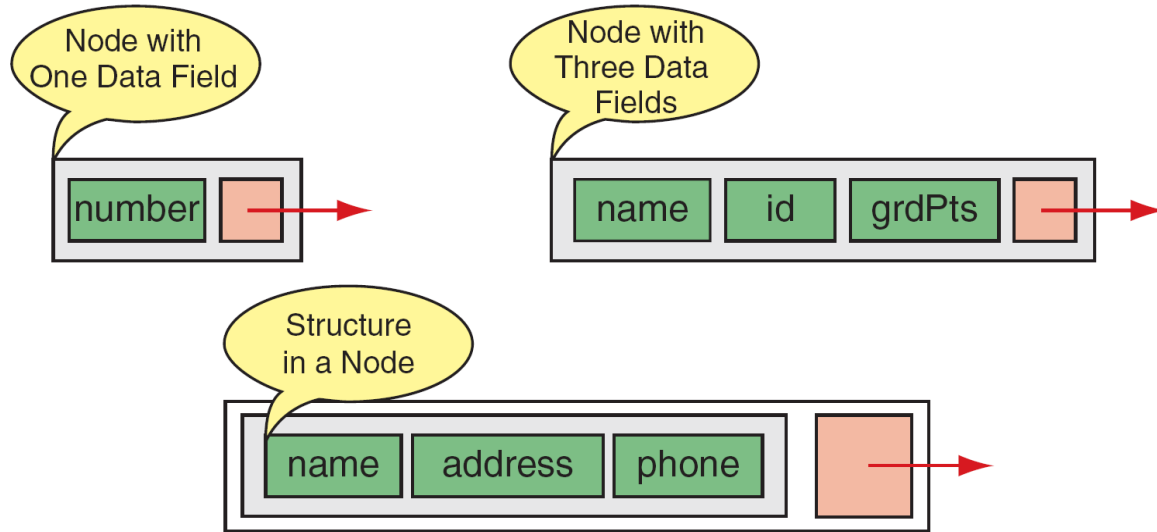 Node with
One Data Field
Node with
Three Data
Fields
number
name id grdPts
Structure
in a Node
name address phone